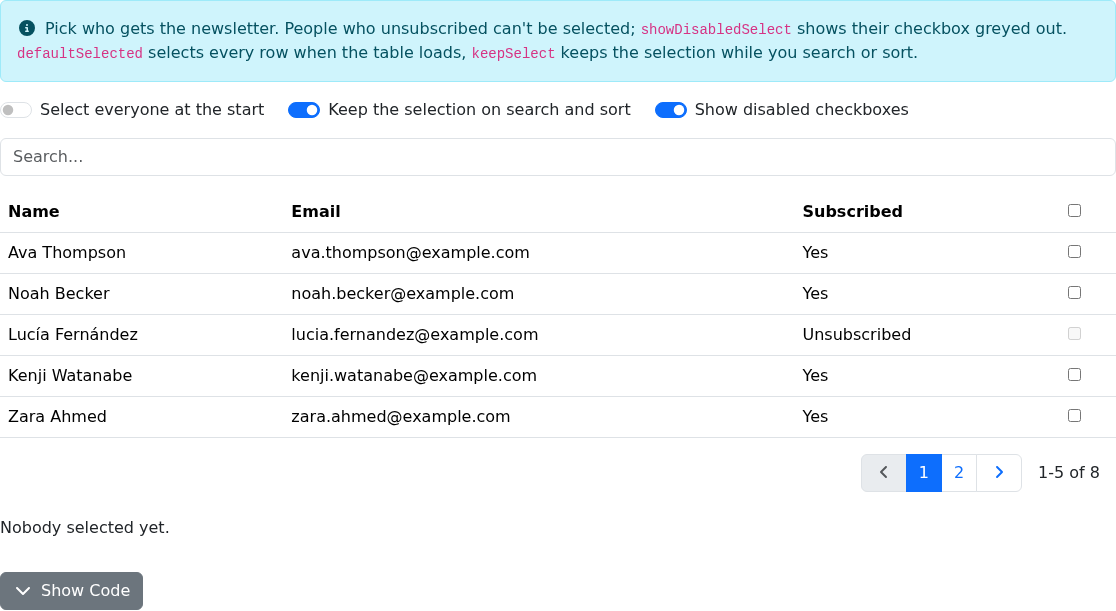 Pick who gets the newsletter. People who unsubscribed can't be selected; showDisabledSelect shows their checkbox greyed out.
defaultSelected selects every row when the table loads, keepSelect keeps the selection while you search or sort.
Select everyone at the start Keep the selection on search and sort Show disabled checkboxes
Search...
Name Email Subscribed
Ava Thompson ava.thompson@example.com Yes
Noah Becker noah.becker@example.com Yes
Lucía Fernández lucia.fernandez@example.com Unsubscribed
Kenji Watanabe kenji.watanabe@example.com Yes
Zara Ahmed zara.ahmed@example.com Yes
1 2 1-5 of 8
Nobody selected yet.
Show Code